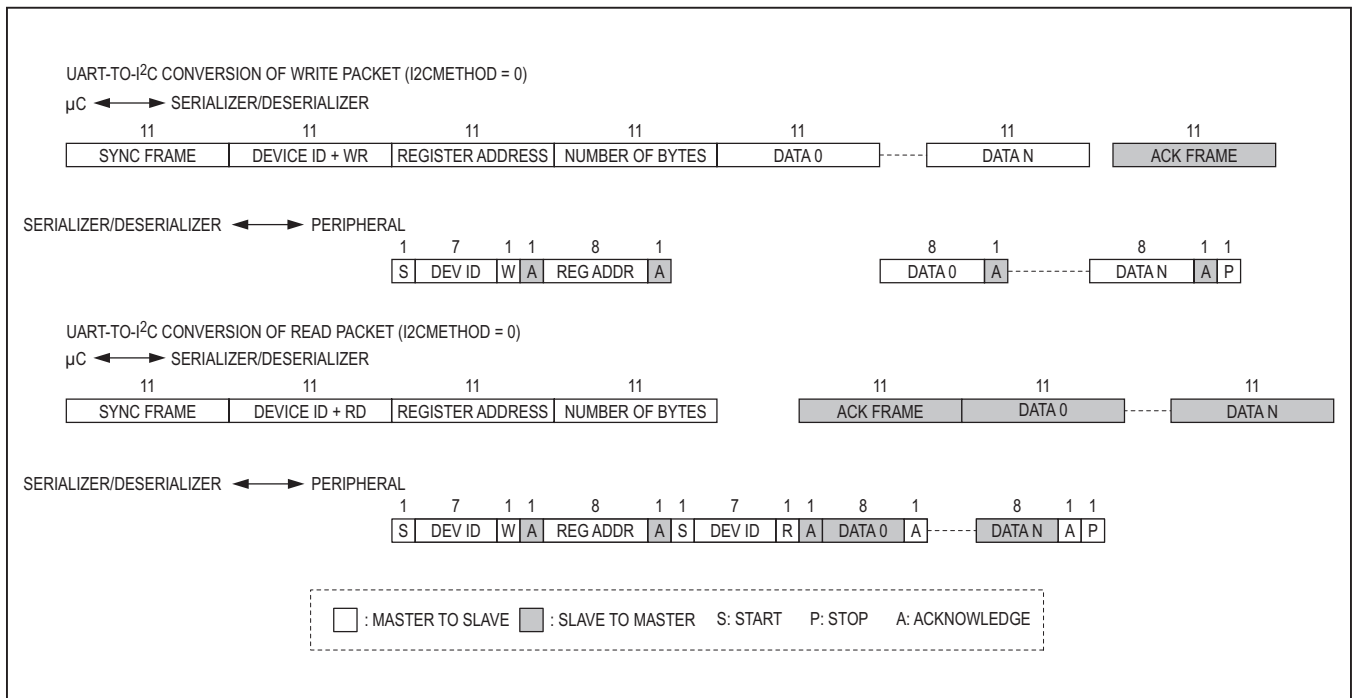 UART-TO-I2C CONVERSION OF WRITE PACKET (I2CMETHOD = 0)
µC SERIALIZER/DESERIALIZER
11 11 11 11 11 11 11
SYNC FRAME DEVICE ID + WR REGISTER ADDRESS NUMBER OF BYTES DATA 0 DATA N ACK FRAME
SERIALIZER/DESERIALIZER PERIPHERAL
1 7 1 1 8 1 8 1 8 1 1
S DEV ID W A REG ADDR A DATA 0 A DATA N A P
UART-TO-I2C CONVERSION OF READ PACKET (I2CMETHOD = 0)
µC SERIALIZER/DESERIALIZER
11 11 11 11 11 11 11
SYNC FRAME DEVICE ID + RD REGISTER ADDRESS NUMBER OF BYTES ACK FRAME DATA 0 DATA N
SERIALIZER/DESERIALIZER PERIPHERAL
1 7 1 1 8 1 1 7 1 1 8 1 8 1 1
S DEV ID W A REG ADDR A S DEV ID R A DATA 0 A DATA N A P
: MASTER TO SLAVE : SLAVE TO MASTER S: START P: STOP A: ACKNOWLEDGE